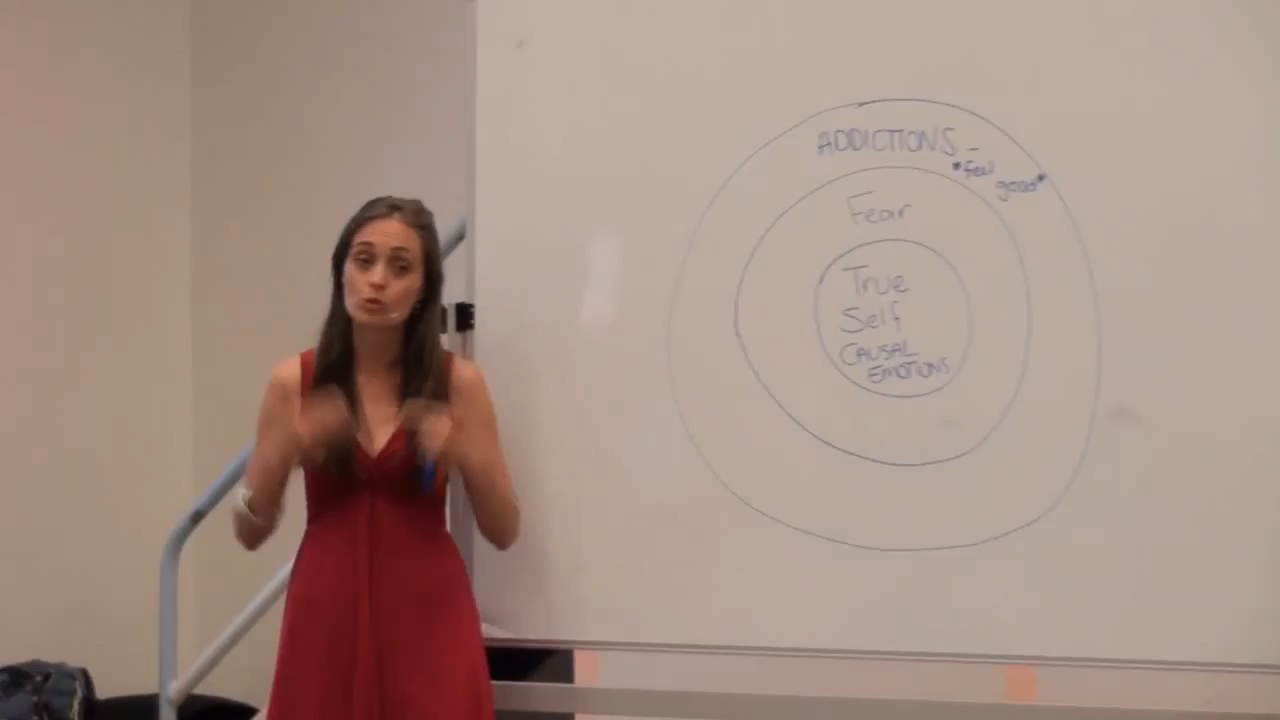 ADDICTIONS -
"feel
good"
Fear
True
Self
CAUSAL
EMOTIONS